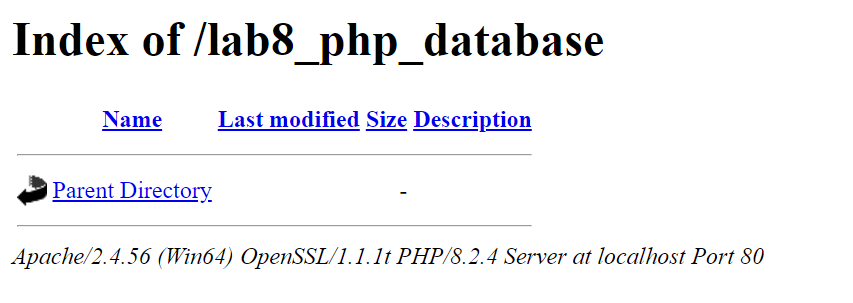 Index of /lab8_php_database
Name Last modified Size Description
Parent Directory -
Apache/2.4.56 (Win64) OpenSSL/1.1.1t PHP/8.2.4 Server at localhost Port 80